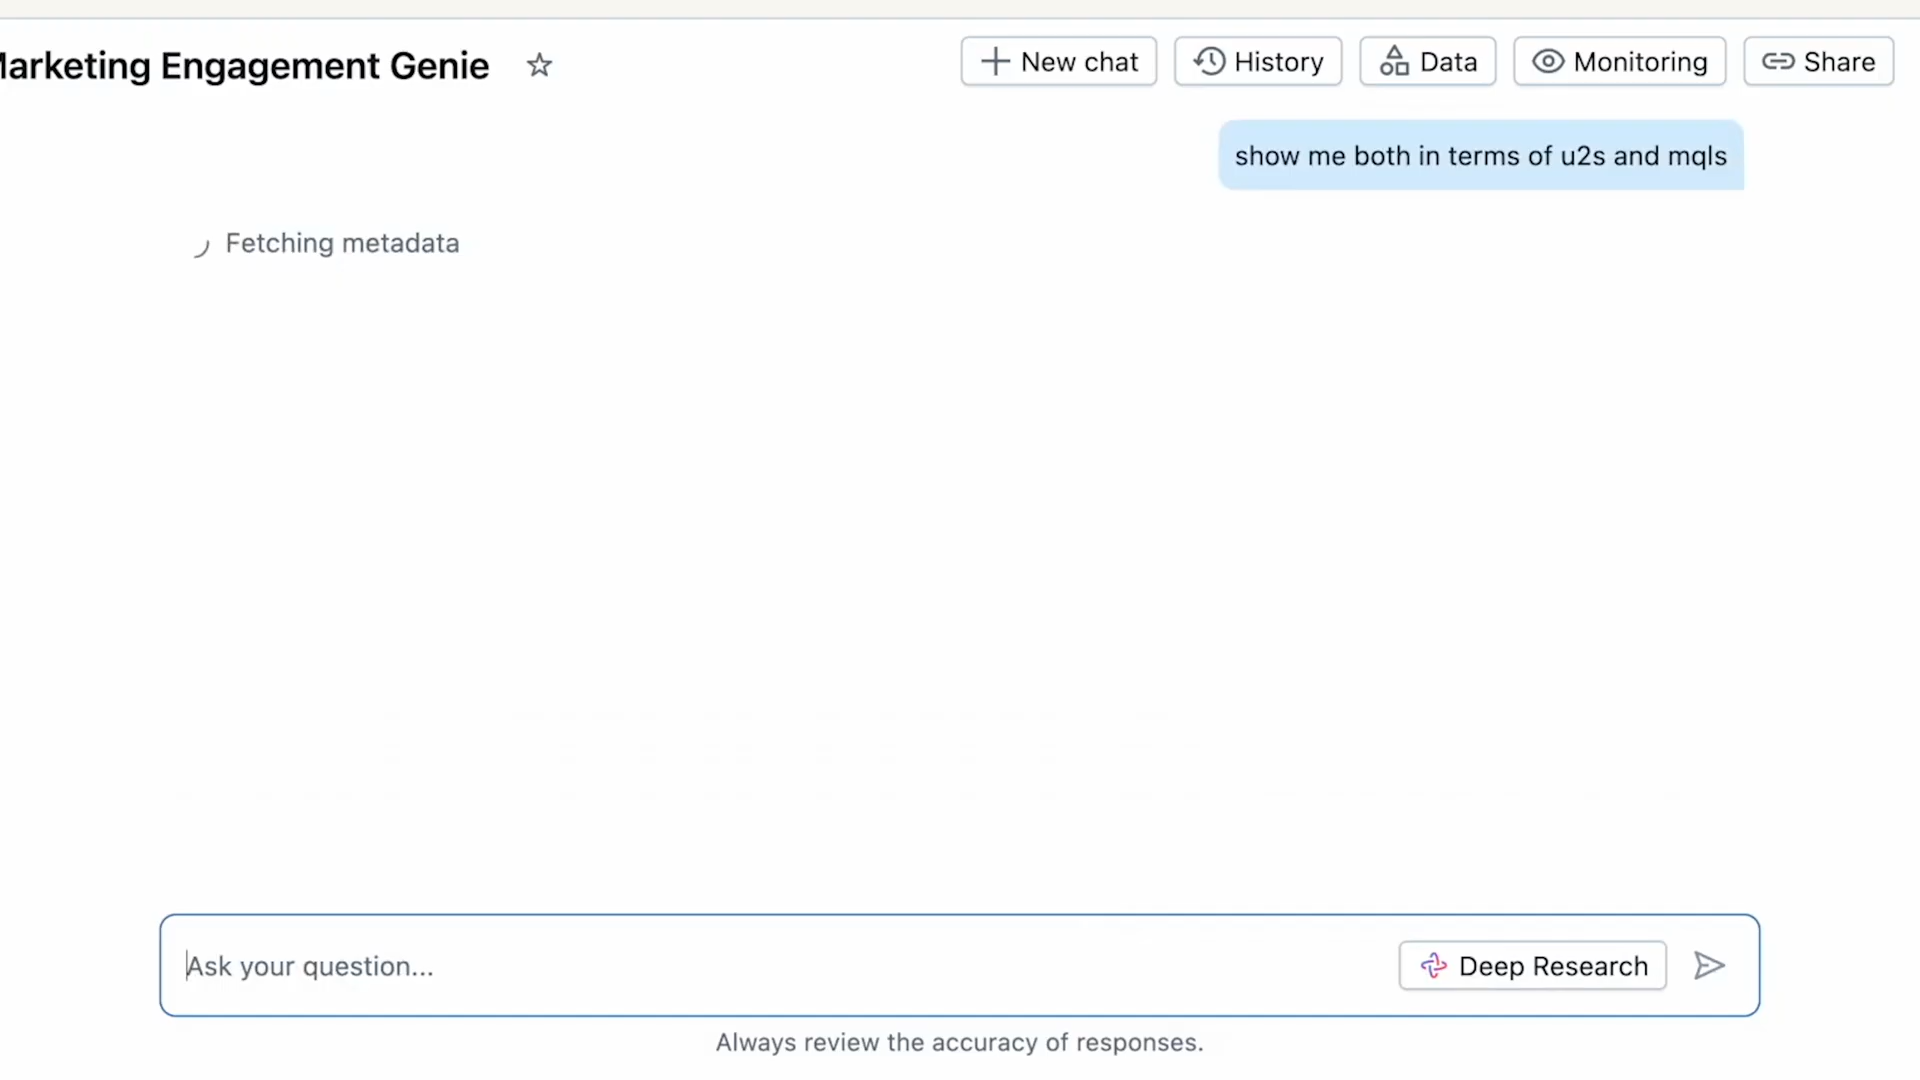 arketing Engagement Genie
New chat
History
Data
Monitoring
Share
show me both in terms of u2s and mqls
Fetching metadata
Ask your question...
Deep Research
Always review the accuracy of responses.